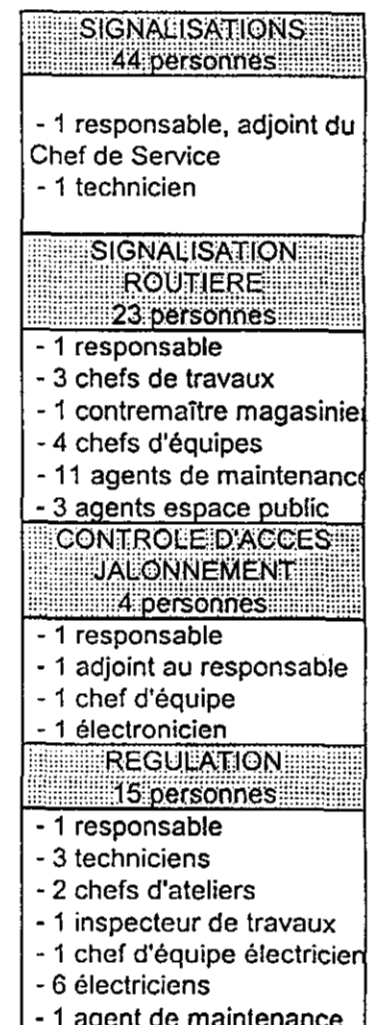 SIGNALISATIONS
44 personnes
- 1 responsable, adjoint du
Chef de Service
- 1 technicien
SIGNALISATION
ROUTIERE
23 personnes
- 1 responsable
- 3 chefs de travaux
- 1 contremaître magasinier
- 4 chefs d'équipes
- 11 agents de maintenance
- 3 agents espace public
CONTROLE D'ACCES
JALONNEMENT
4 personnes
- 1 responsable
- 1 adjoint au responsable
- 1 chef d'équipe
- 1 électronicien
REGULATION
15 personnes
- 1 responsable
- 3 techniciens
- 2 chefs d'ateliers
- 1 inspecteur de travaux
- 1 chef d'équipe électricien
- 6 électriciens
- 1 agent de maintenance